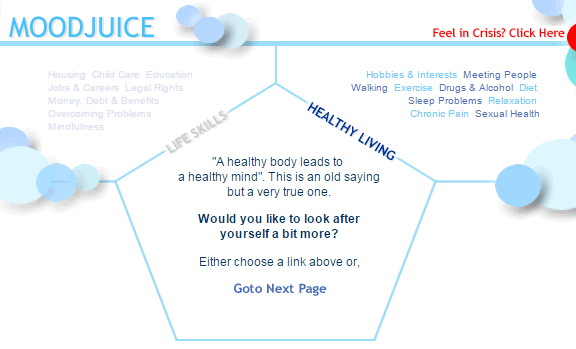 MOODJUICE
Feel in Crisis? Click Here
Housing Child Care Education
Jobs & Careers Legal Rights
Money, Debt & Benefits
Overcoming Problems
Mindfulness
Hobbies & Interests Meeting People
Walking Exercise Drugs & Alcohol Diet
Sleep Problems Relaxation
Chronic Pain Sexual Health
LIFE SKILLS
HEALTHY LIVING
"A healthy body leads to
a healthy mind". This is an old saying
but a very true one.
Would you like to look after
yourself a bit more?
Either choose a link above or,
Goto Next Page